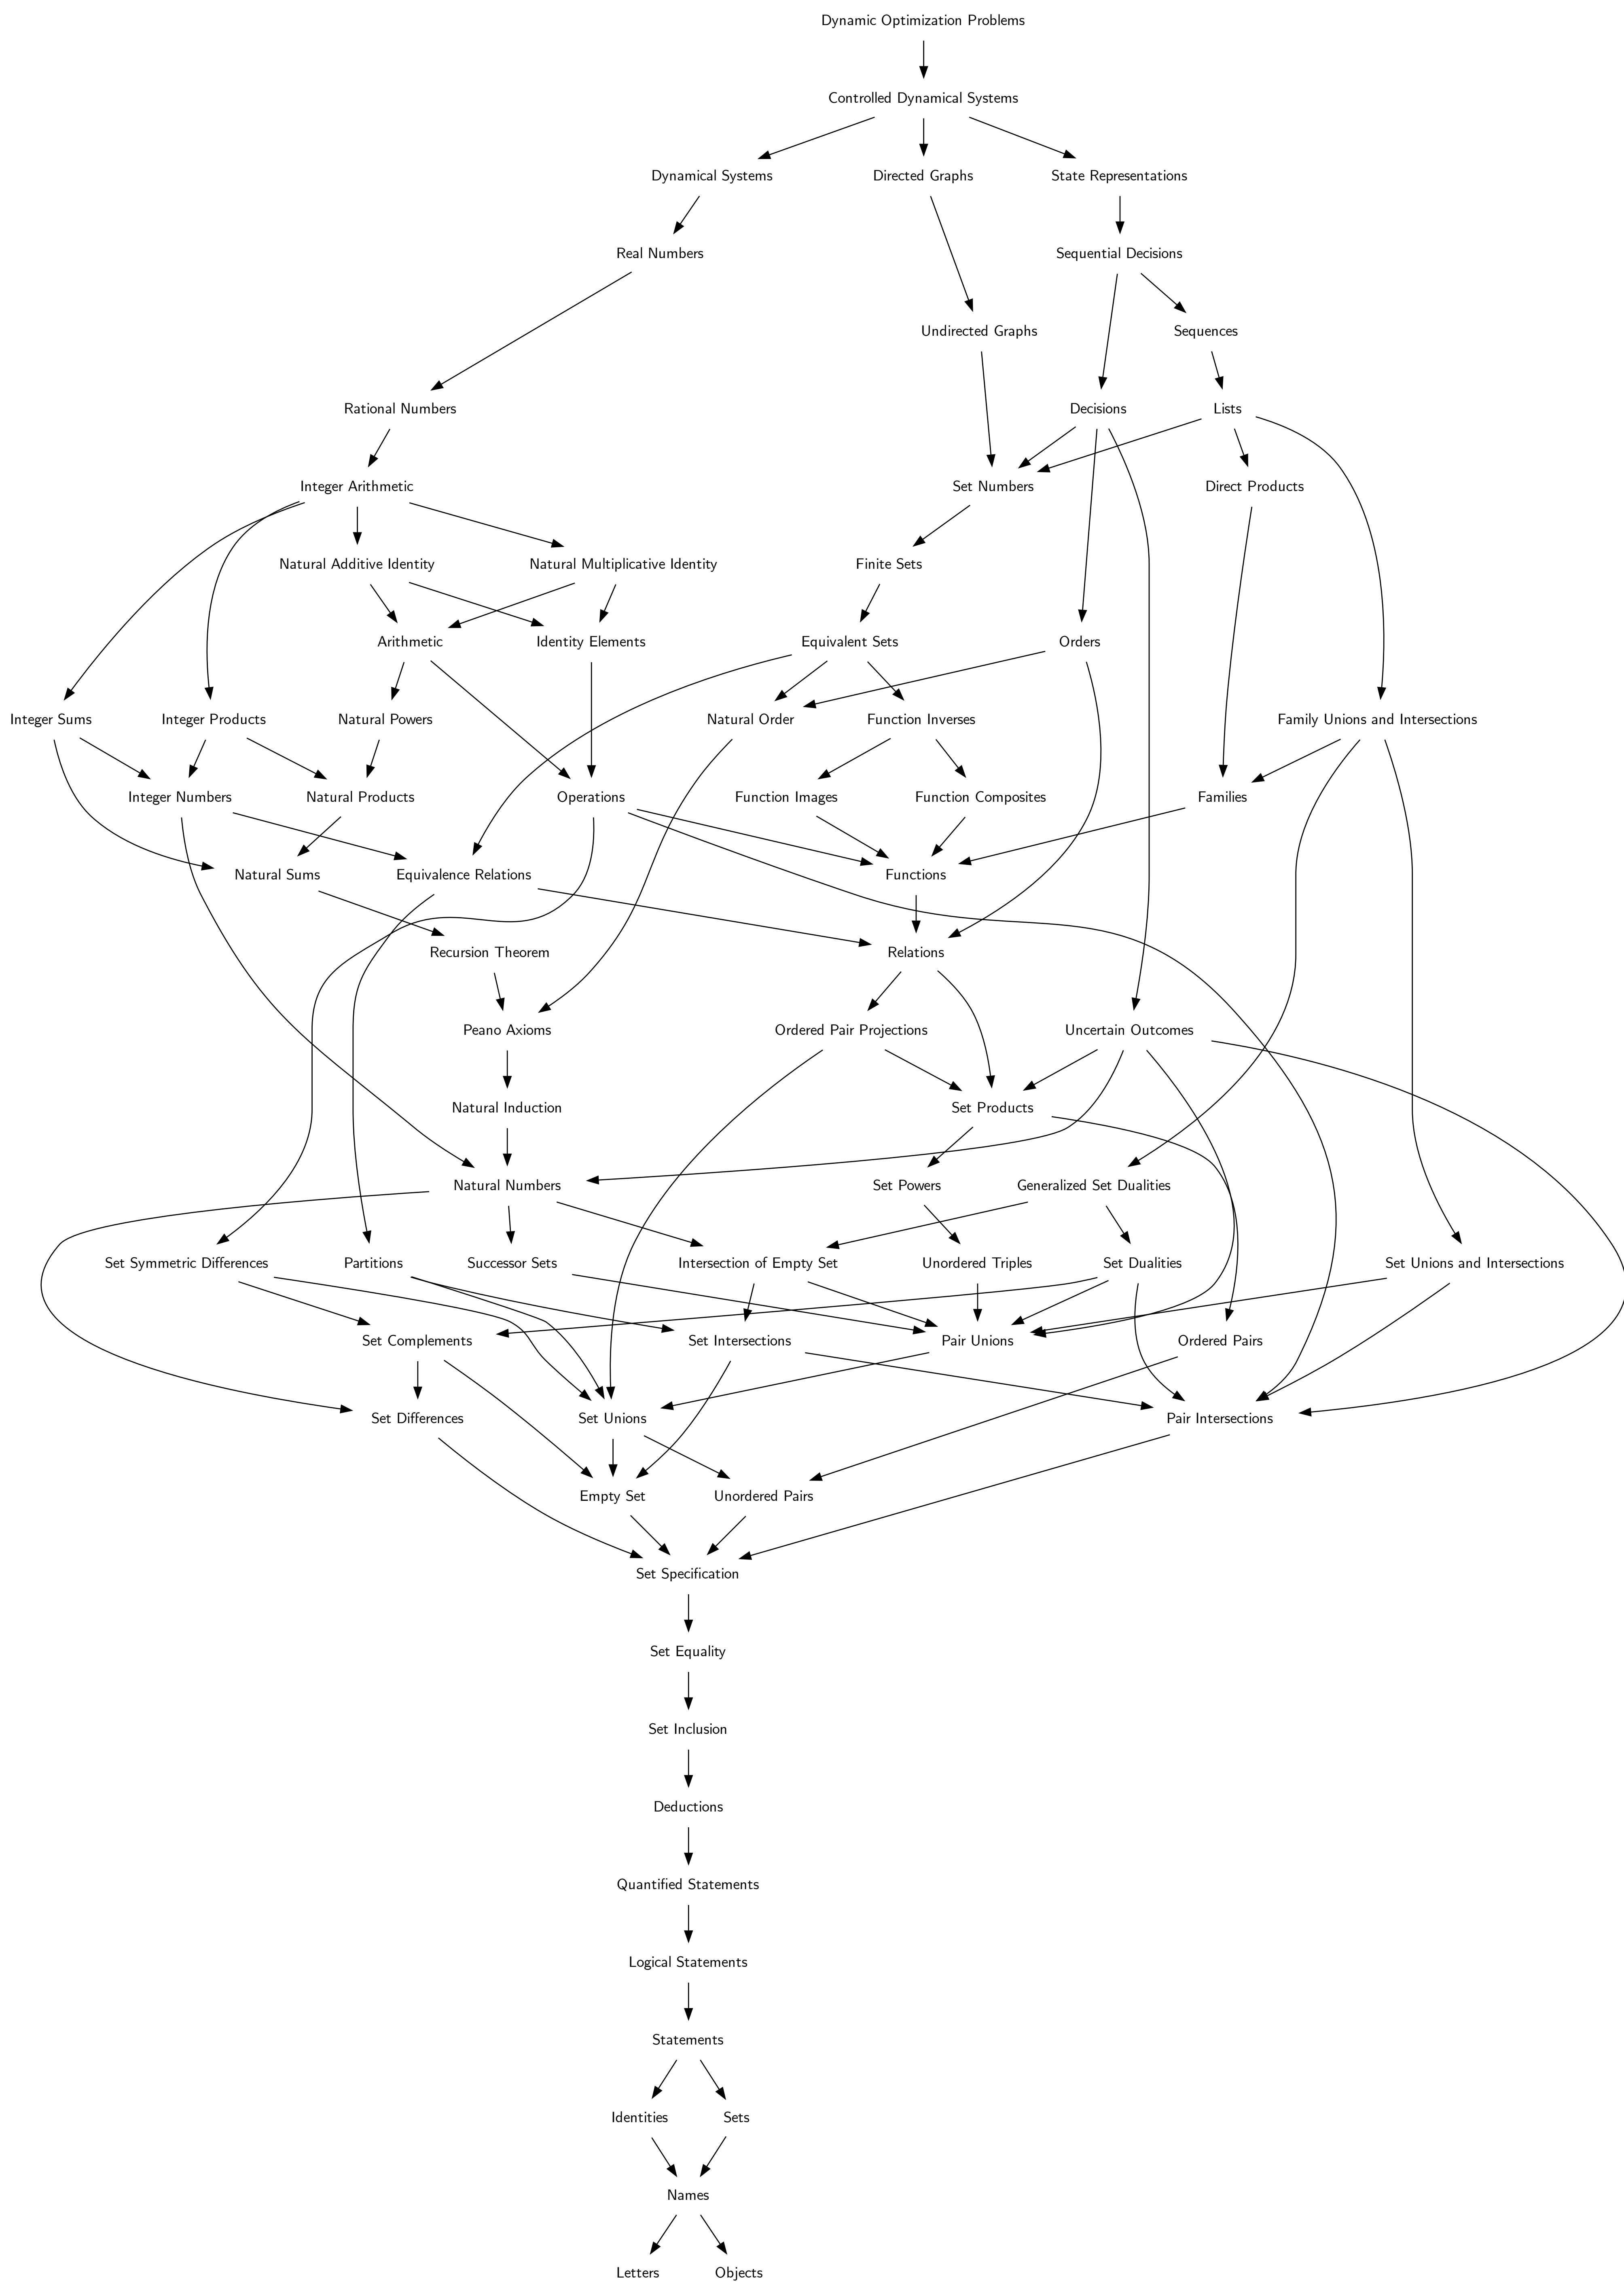 Dynamic Optimization Problems
Controlled Dynamical Systems
Dynamical Systems
Directed Graphs
State Representations
Real Numbers
Sequential Decisions
Undirected Graphs
Sequences
Rational Numbers
Decisions
Lists
Integer Arithmetic
Set Numbers
Direct Products
Natural Additive Identity
Natural Multiplicative Identity
Finite Sets
Arithmetic
Identity Elements
Equivalent Sets
Orders
Integer Sums
Integer Products
Natural Powers
Natural Order
Function Inverses
Family Unions and Intersections
Integer Numbers
Natural Products
Operations
Function Images
Function Composites
Families
Natural Sums
Equivalence Relations
Functions
Recursion Theorem
Relations
Peano Axioms
Ordered Pair Projections
Uncertain Outcomes
Natural Induction
Set Products
Natural Numbers
Set Powers
Generalized Set Dualities
Set Symmetric Differences
Partitions
Successor Sets
Intersection of Empty Set
Unordered Triples
Set Dualities
Set Unions and Intersections
Set Complements
Set Intersections
Pair Unions
Ordered Pairs
Set Differences
Set Unions
Pair Intersections
Empty Set
Unordered Pairs
Set Specification
Set Equality
Set Inclusion
Deductions
Quantified Statements
Logical Statements
Statements
Identities
Sets
Names
Letters
Objects